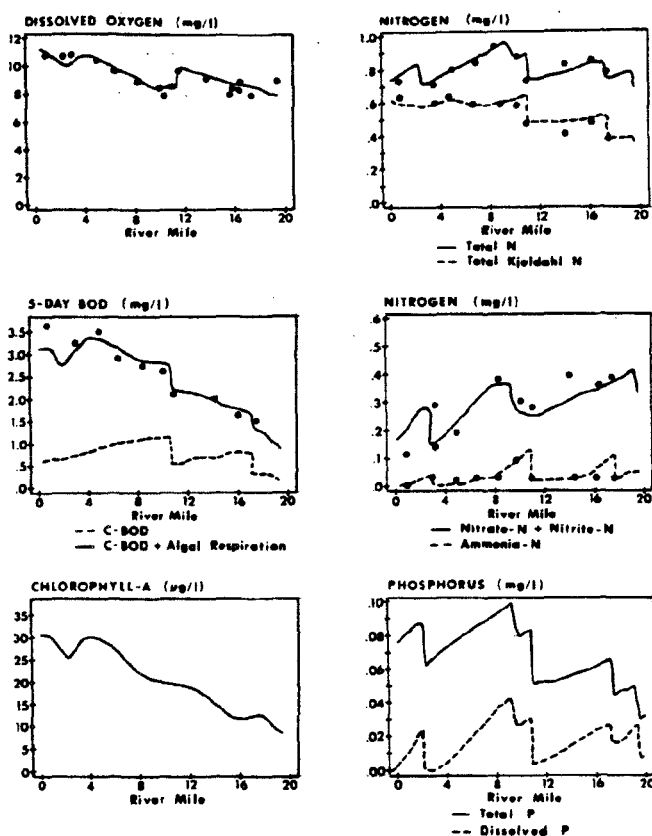 DISSOLVED OXYGEN (mg/l)
12
10
8
6
4
2
0
0 4 8 12 16 20
River Mile
NITROGEN (mg/l)
1.0
.8
.6
.4
.2
.0
0 4 8 12 16 20
River Mile
Total N
Total Kjeldahl N
5-DAY BOD (mg/l)
3.5
3.0
2.5
2.0
1.5
1.0
.5
0
0 4 8 12 16 20
River Mile
C-BOD
C-BOD + Algal Respiration
NITROGEN (mg/l)
.6
.5
.4
.3
.2
.1
.0
0 4 8 12 16 20
River Mile
Nitrate-N + Nitrite-N
Ammonia-N
CHLOROPHYLL-A (µg/l)
35
30
25
20
15
10
5
0
0 4 8 12 16 20
River Mile
PHOSPHORUS (mg/l)
.10
.08
.06
.04
.02
.00
0 4 8 12 16 20
River Mile
Total P
Dissolved P